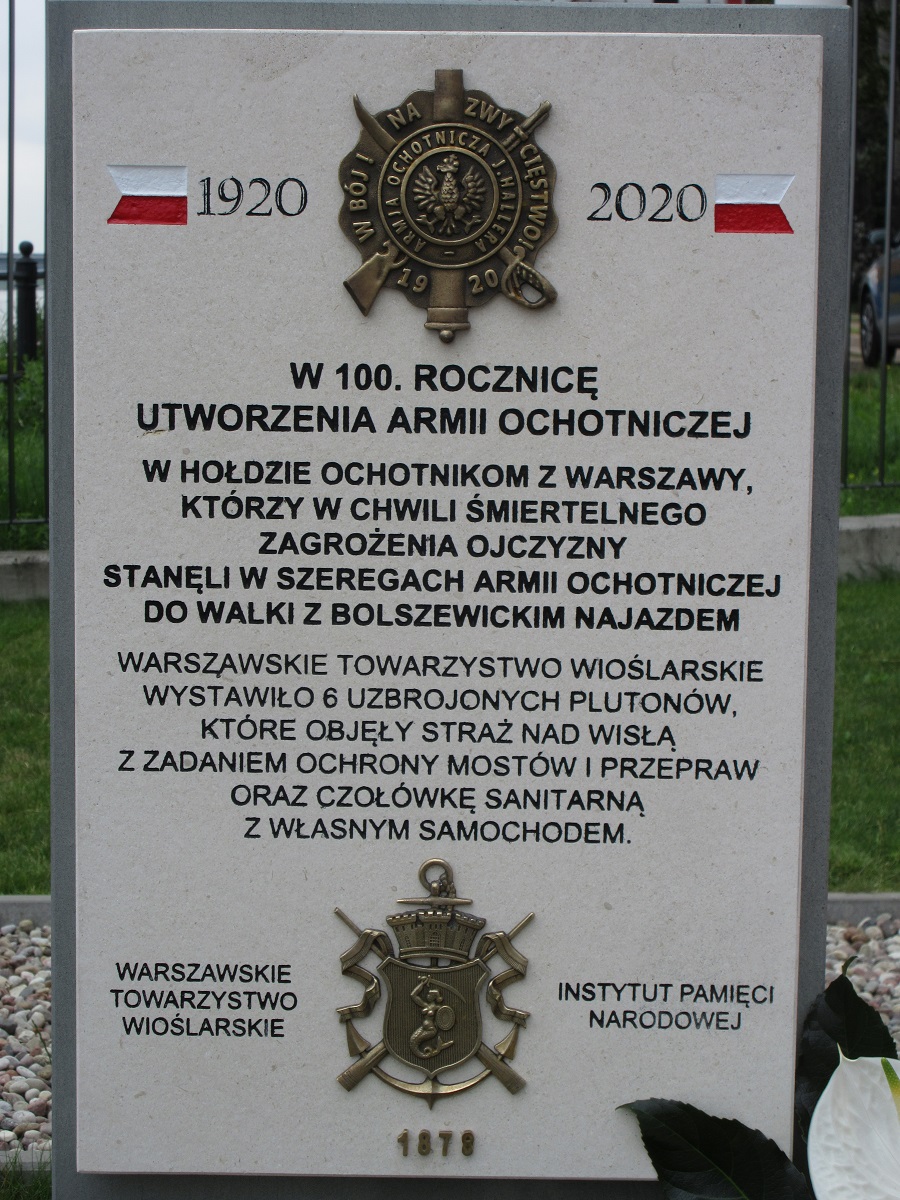 W BÓJ! NA ZWYCIĘSTWO!
ARMJA OCHOTNICZA J. HALLERA
1920
1920
2020
W 100. ROCZNICĘ
UTWORZENIA ARMII OCHOTNICZEJ
W HOŁDZIE OCHOTNIKOM Z WARSZAWY,
KTÓRZY W CHWILI ŚMIERTELNEGO
ZAGROŻENIA OJCZYZNY
STANĘLI W SZEREGACH ARMII OCHOTNICZEJ
DO WALKI Z BOLSZEWICKIM NAJAZDEM
WARSZAWSKIE TOWARZYSTWO WIOŚLARSKIE
WYSTAWIŁO 6 UZBROJONYCH PLUTONÓW,
KTÓRE OBJĘŁY STRAŻ NAD WISŁĄ
Z ZADANIEM OCHRONY MOSTÓW I PRZEPRAW
ORAZ CZOŁÓWKĘ SANITARNĄ
Z WŁASNYM SAMOCHODEM.
WARSZAWSKIE
TOWARZYSTWO
WIOŚLARSKIE
INSTYTUT PAMIĘCI
NARODOWEJ
1878